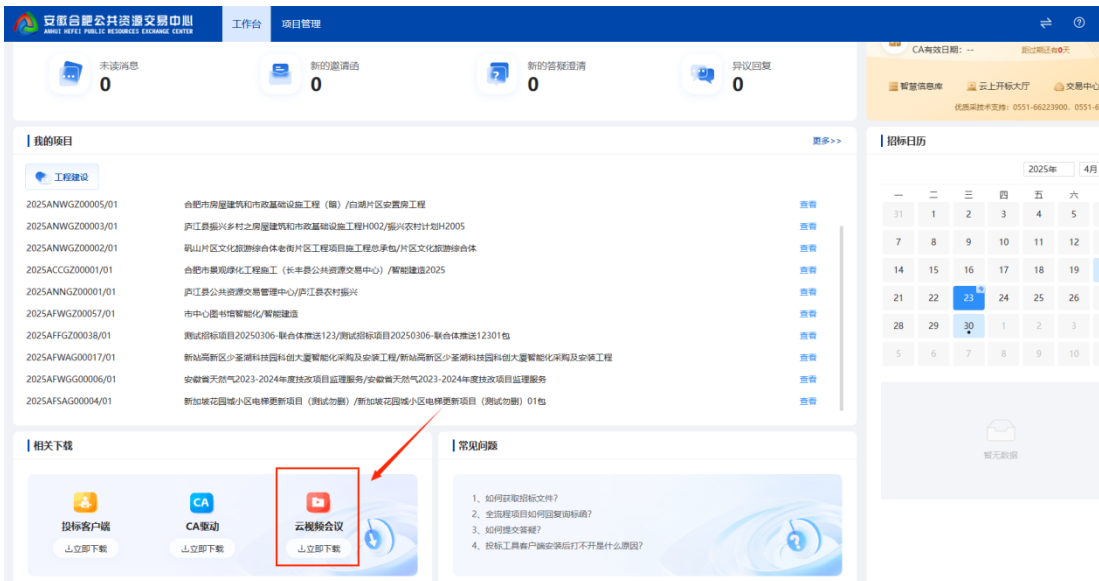 安徽合肥公共资源交易中心
ANHUI HEFEI PUBLIC RESOURCES EXCHANGE CENTER
工作台
项目管理
未读消息
0
新的邀请函
0
新的答疑澄清
0
异议回复
0
CA有效日期： --
距过期还有0天
智慧信息库
云上开标大厅
交易中心
优质采技术支持：0551-66223900、0551-6
我的项目
更多>>
工程建设
2025ANWGZ00005/01 合肥市房屋建筑和市政基础设施工程（暗）/白湖片区安置房工程 查看
2025ANWGZ00003/01 庐江县振兴乡村之房屋建筑和市政基础设施工程H002/振兴农村计划H2005 查看
2025ANWGZ00002/01 矾山片区文化旅游综合体老街片区工程项目施工程总承包/片区文化旅游综合体 查看
2025ACCGZ00001/01 合肥市景观绿化工程施工（长丰县公共资源交易中心）/智能建造2025 查看
2025ANNGZ00001/01 庐江县公共资源交易管理中心/庐江县农村振兴 查看
2025AFWGZ00057/01 市中心图书馆智能化/智能建造 查看
2025AFFGZ00038/01 测试招标项目20250306-联合体推送123/测试招标项目20250306-联合体推送12301包 查看
2025AFWAG00017/01 新站高新区少荃湖科技园科创大厦智能化采购及安装工程/新站高新区少荃湖科技园科创大厦智能化采购及安装工程 查看
2025AFWGG00006/01 安徽省天然气2023-2024年度技改项目监理服务/安徽省天然气2023-2024年度技改项目监理服务 查看
2025AFSAG00004/01 新加坡花园城小区电梯更新项目（测试勿删）/新加坡花园城小区电梯更新项目（测试勿删）01包 查看
招标日历
2025年 4月
一 二 三 四 五 六
31 1 2 3 4 5
7 8 9 10 11 12
14 15 16 17 18 19
21 22 23 24 25 26
28 29 30 1 2 3
5 6 7 8 9 10
暂无数据
相关下载
投标客户端
立即下载
CA
CA驱动
立即下载
云视频会议
立即下载
常见问题
1、如何获取招标文件？
2、全流程项目如何回复询标函？
3、如何提交答疑？
4、投标工具客户端安装后打不开是什么原因？